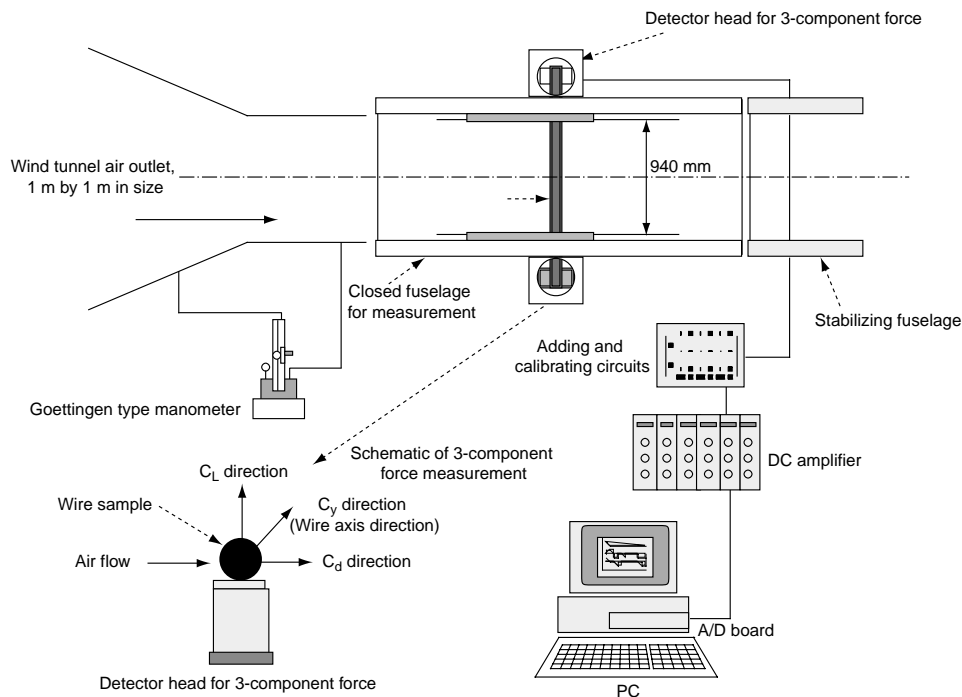 Detector head for 3-component force
Wind tunnel air outlet,
1 m by 1 m in size
940 mm
Closed fuselage
for measurement
Stabilizing fuselage
Adding and
calibrating circuits
Goettingen type manometer
Schematic of 3-component
force measurement
DC amplifier
C_L direction
Wire sample
C_y direction
(Wire axis direction)
Air flow
C_d direction
A/D board
Detector head for 3-component force
PC